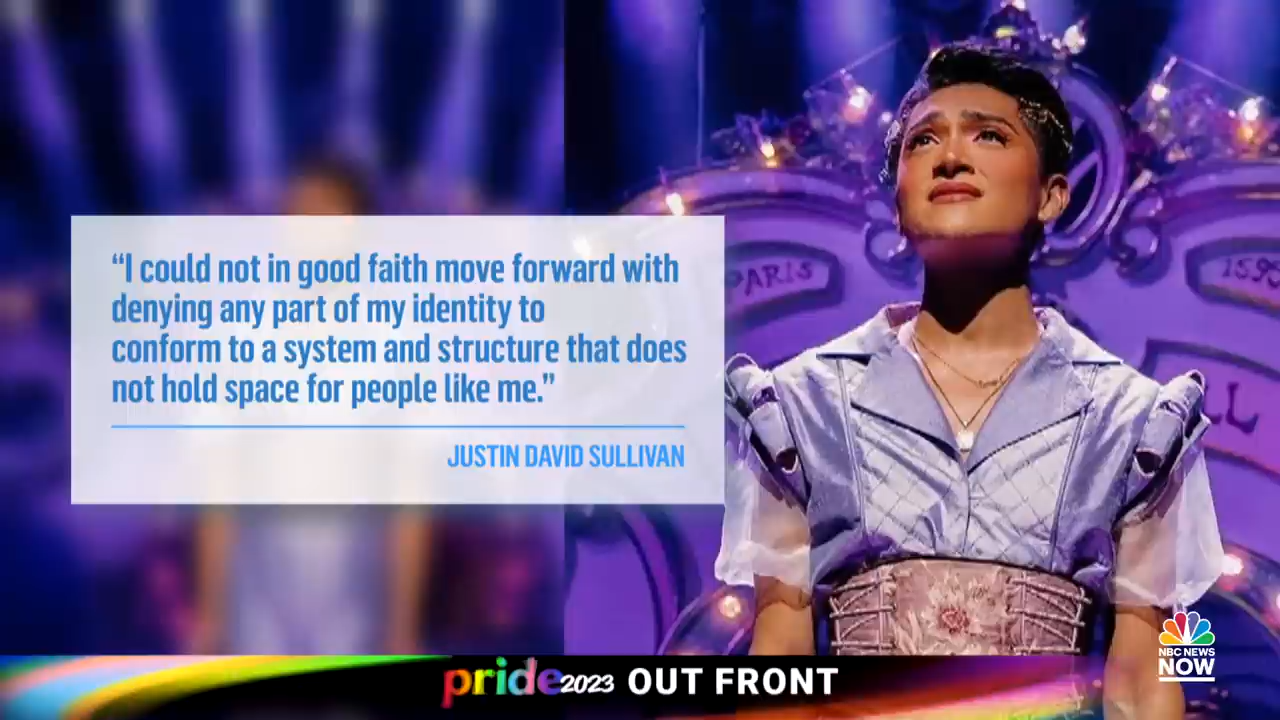 “I could not in good faith move forward with
denying any part of my identity to
conform to a system and structure that does
not hold space for people like me.”
JUSTIN DAVID SULLIVAN
PARIS
1595
LL
pride2023 OUT FRONT
NBC NEWS
NOW